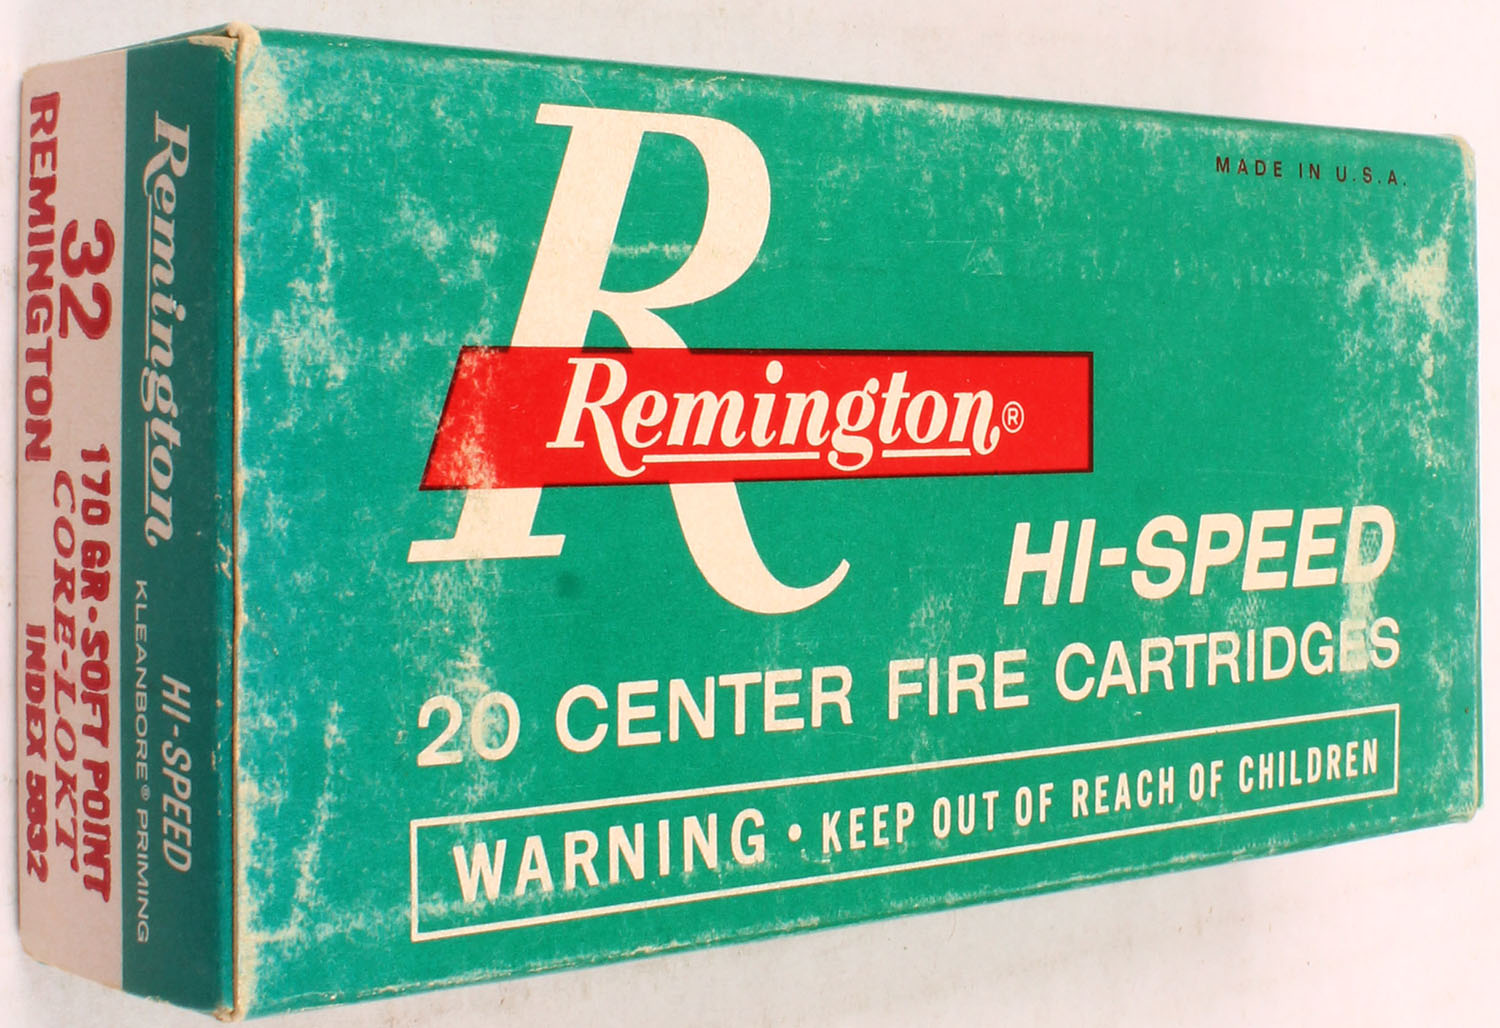 MADE IN U.S.A.
R
Remington®
HI-SPEED
20 CENTER FIRE CARTRIDGES
WARNING • KEEP OUT OF REACH OF CHILDREN
Remington HI-SPEED
KLEANBORE® PRIMING
170 GR. SOFT POINT
32 CORE-LOKT
REMINGTON INDEX 5832